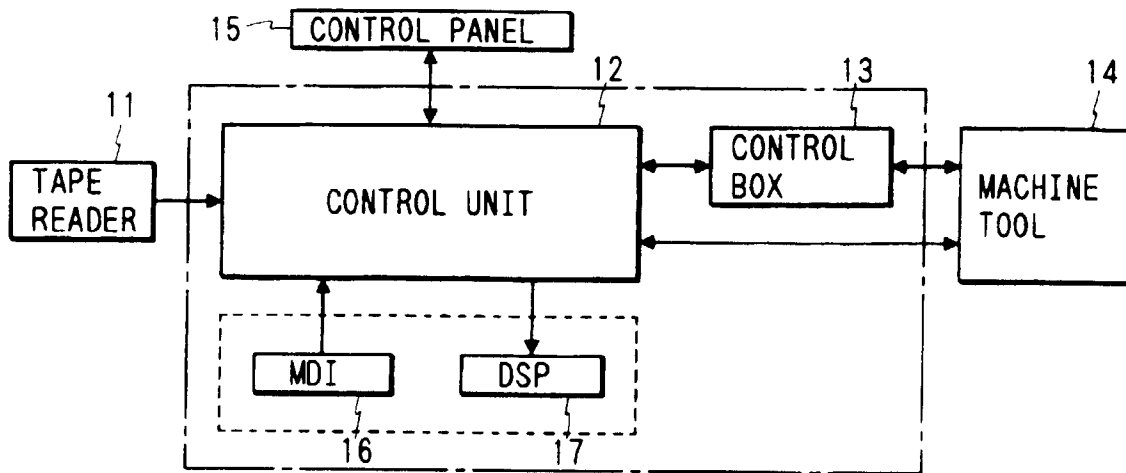 15
CONTROL PANEL
11
12
13
14
TAPE
READER
CONTROL UNIT
CONTROL
BOX
MACHINE
TOOL
MDI
DSP
16
17